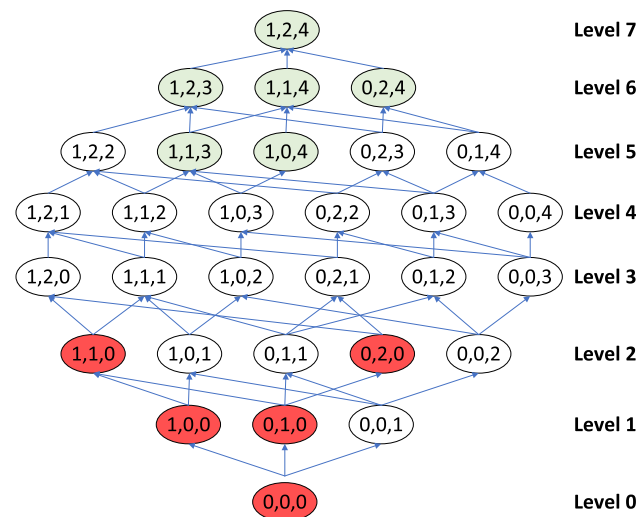 1,2,4 Level 7
1,2,3 1,1,4 0,2,4 Level 6
1,2,2 1,1,3 1,0,4 0,2,3 0,1,4 Level 5
1,2,1 1,1,2 1,0,3 0,2,2 0,1,3 0,0,4 Level 4
1,2,0 1,1,1 1,0,2 0,2,1 0,1,2 0,0,3 Level 3
1,1,0 1,0,1 0,1,1 0,2,0 0,0,2 Level 2
1,0,0 0,1,0 0,0,1 Level 1
0,0,0 Level 0